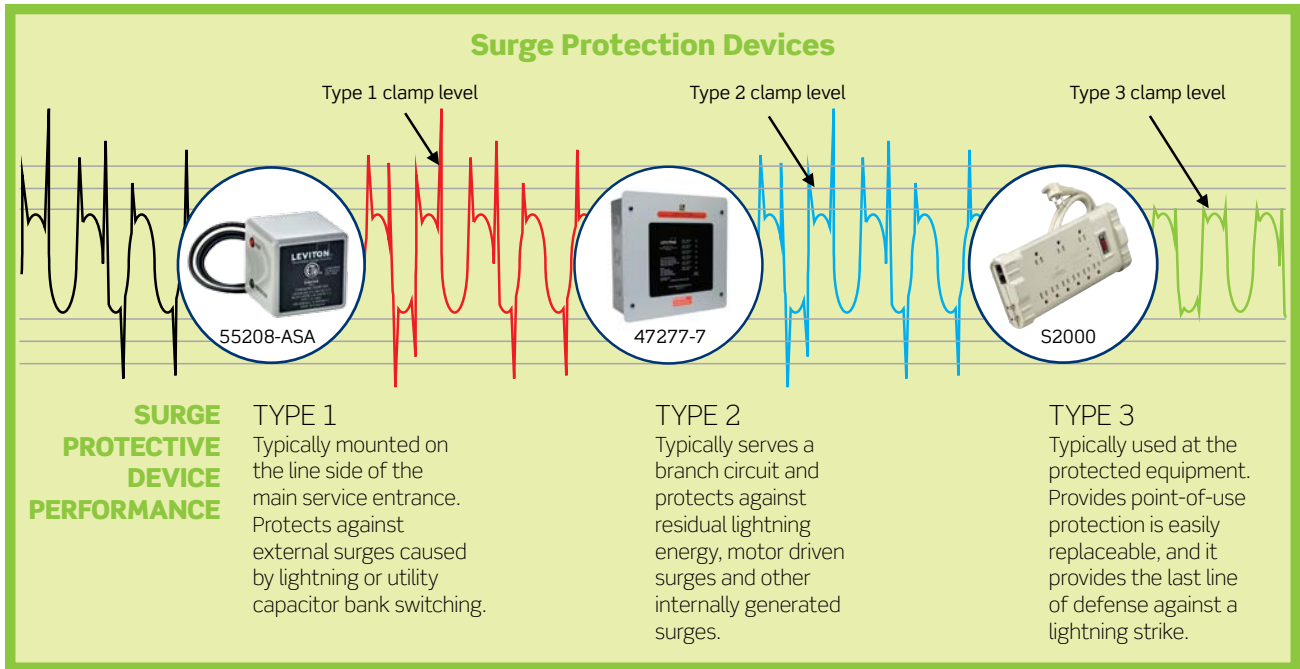 Surge Protection Devices
Type 1 clamp level
Type 2 clamp level
Type 3 clamp level
LEVITON
55208-ASA
47277-7
S2000
SURGE
PROTECTIVE
DEVICE
PERFORMANCE
TYPE 1
Typically mounted on
the line side of the
main service entrance.
Protects against
external surges caused
by lightning or utility
capacitor bank switching.
TYPE 2
Typically serves a
branch circuit and
protects against
residual lightning
energy, motor driven
surges and other
internally generated
surges.
TYPE 3
Typically used at the
protected equipment.
Provides point-of-use
protection is easily
replaceable, and it
provides the last line
of defense against a
lightning strike.